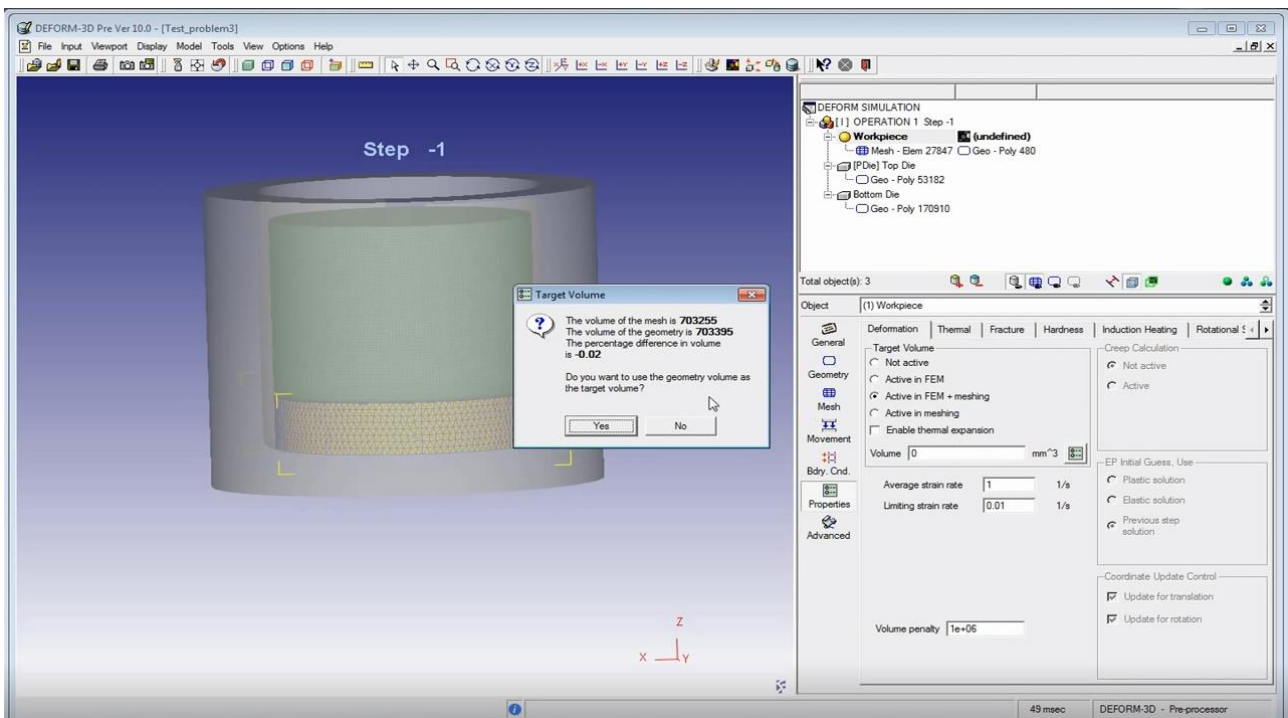 DEFORM-3D Pre Ver 10.0 - [Test_problem3]
File Input Viewport Display Model Tools View Options Help
Step -1
DEFORM SIMULATION
[1] OPERATION 1 Step -1
Workpiece (undefined)
Mesh - Elem 27847 Geo - Poly 480
[PDie] Top Die
Geo - Poly 53182
Bottom Die
Geo - Poly 170910
Total object(s): 3
Object (1) Workpiece
General
Geometry
Mesh
Movement
Bdry. Cnd.
Properties
Advanced
Deformation Thermal Fracture Hardness Induction Heating Rotational
Target Volume
Not active
Active in FEM
Active in FEM + meshing
Active in meshing
Enable thermal expansion
Volume 0 mm^3
Average strain rate 1 1/s
Limiting strain rate 0.01 1/s
Volume penalty 1e+06
Creep Calculation
Not active
Active
EP Initial Guess, Use
Plastic solution
Elastic solution
Previous step
solution
Coordinate Update Control
Update for translation
Update for rotation
Target Volume
The volume of the mesh is 703255
The volume of the geometry is 703395
The percentage difference in volume
is -0.02
Do you want to use the geometry volume as
the target volume?
Yes No
Z
X Y
49 msec DEFORM-3D - Pre-processor